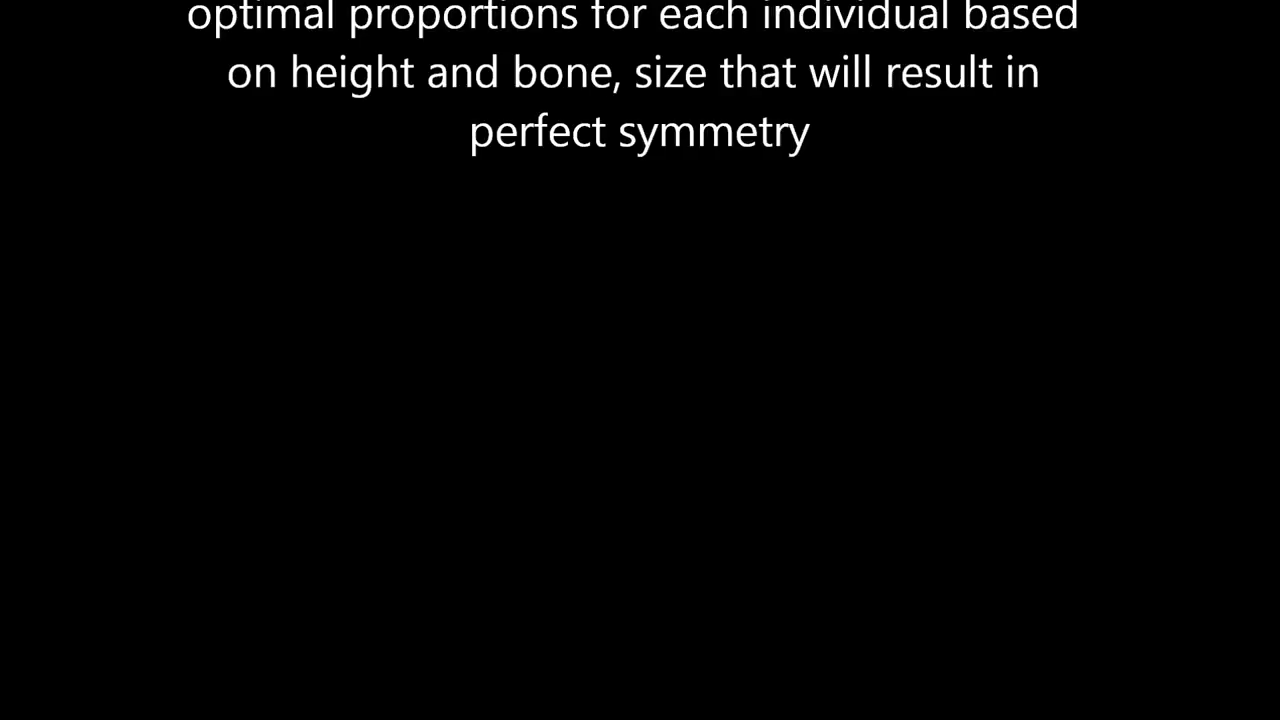 optimal proportions for each individual based
on height and bone, size that will result in
perfect symmetry